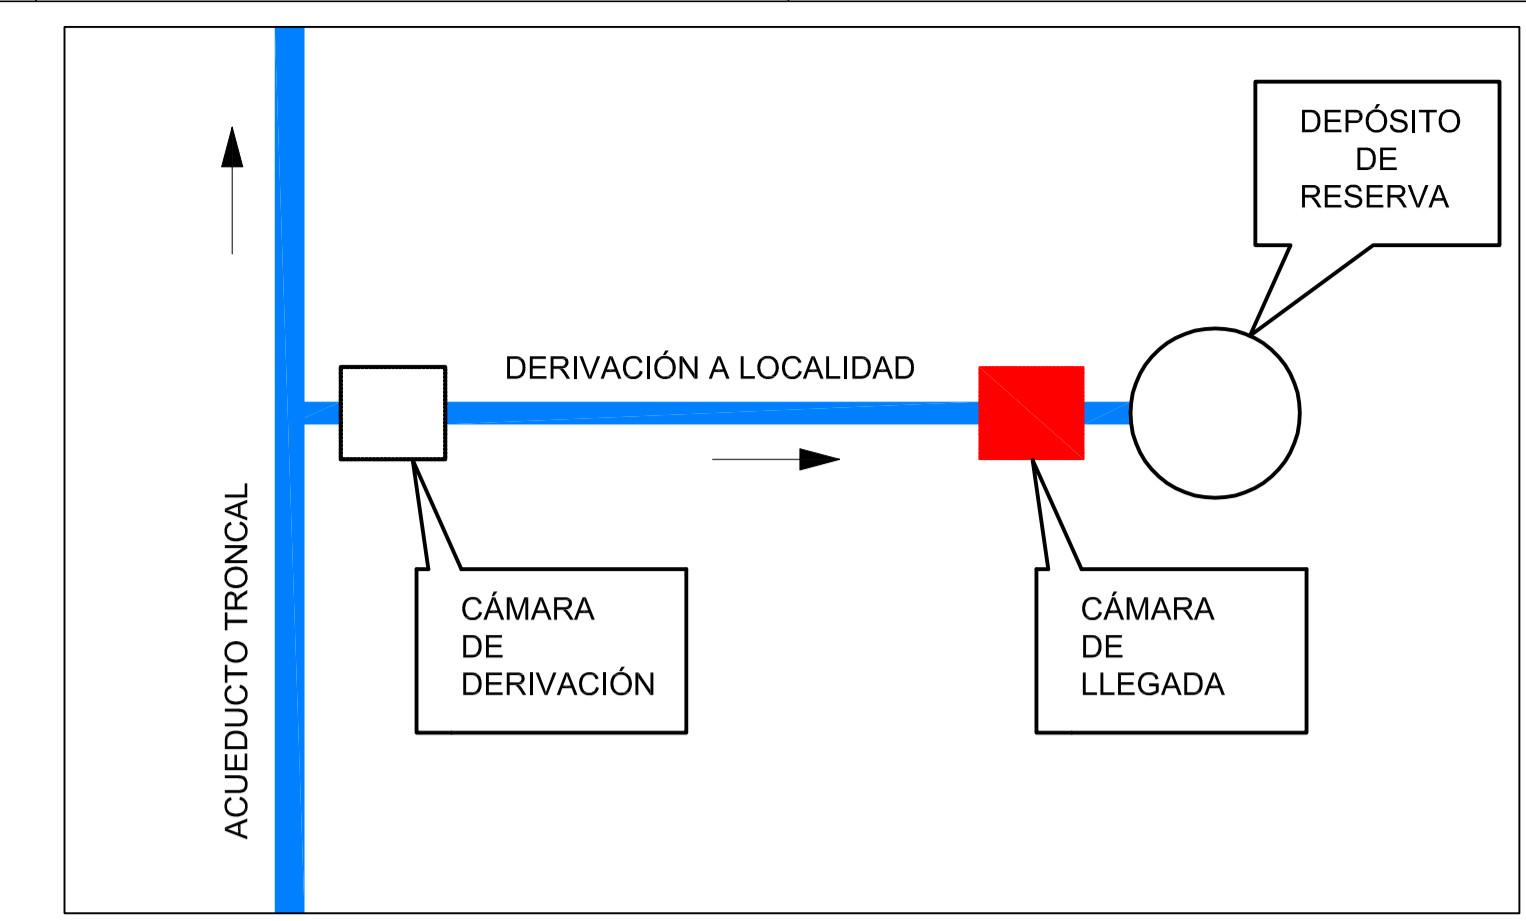 DEPÓSITO
DE
RESERVA
DERIVACIÓN A LOCALIDAD
ACUEDUCTO TRONCAL
CÁMARA
DE
DERIVACIÓN
CÁMARA
DE
LLEGADA